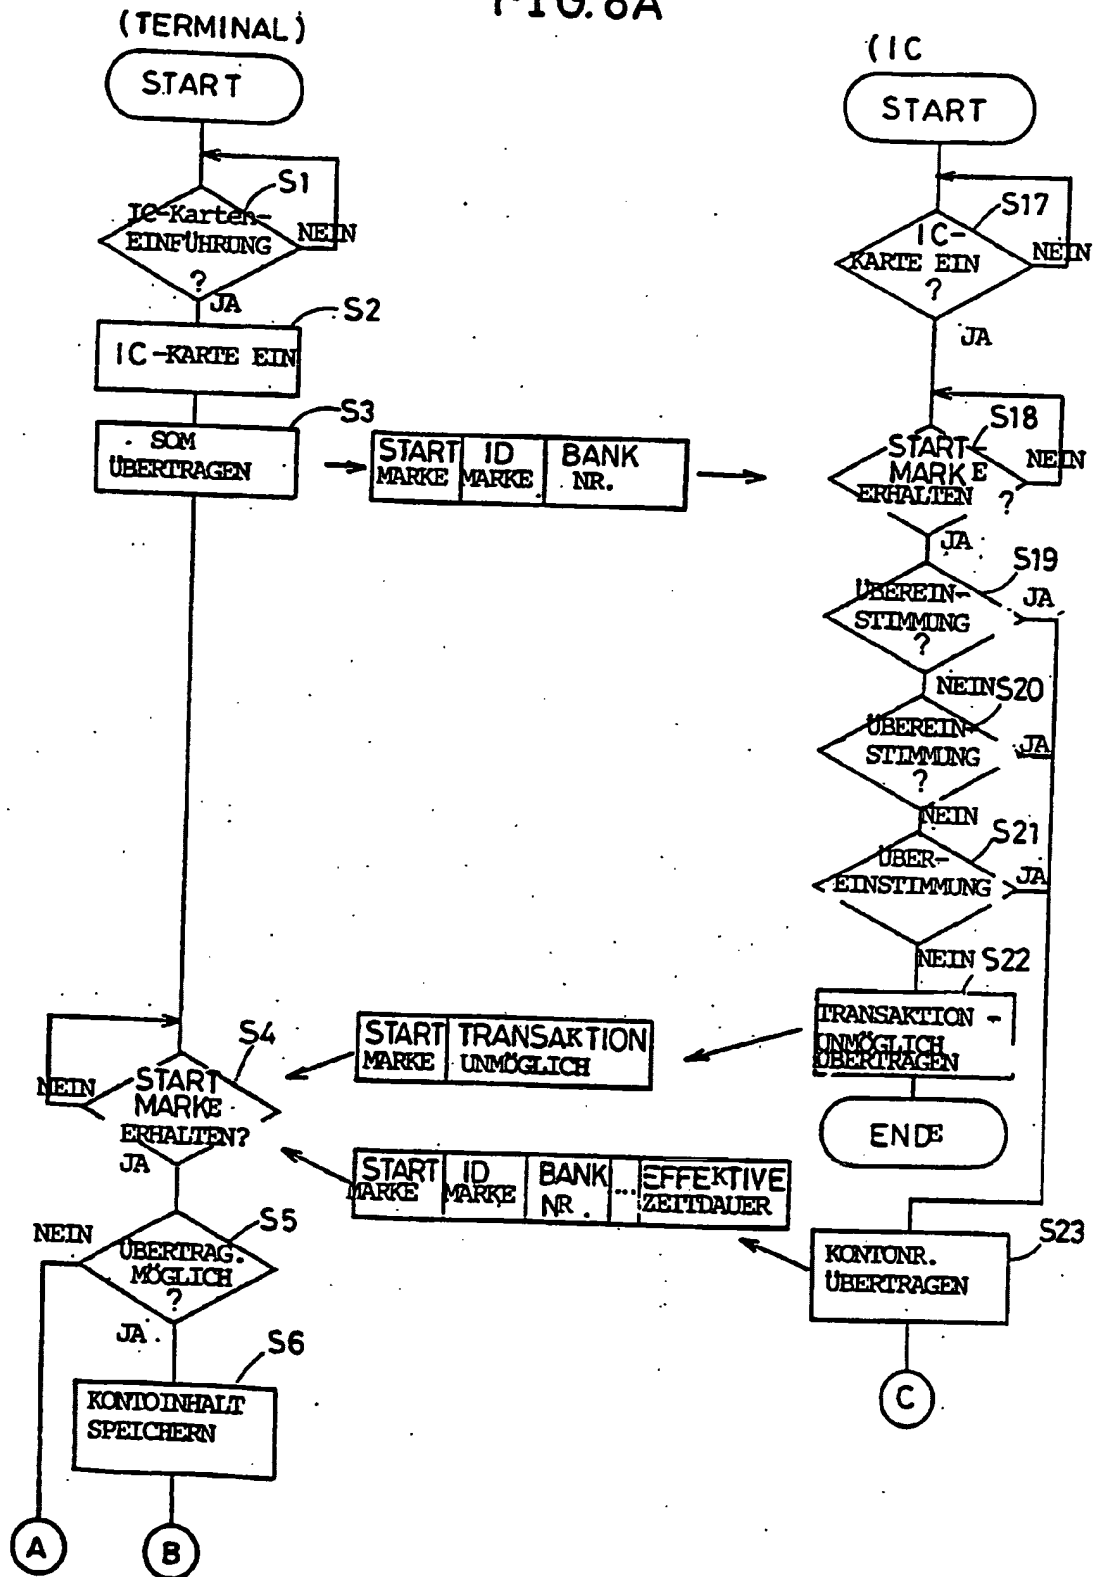 FIG.8A
(TERMINAL)
START
S1
IC-Karten-
EINFÜHRUNG
?
NEIN
JA
S2
IC-KARTE EIN
S3
SOM
ÜBERTRAGEN
START
MARKE
ID
MARKE
BANK
NR.
S4
START
MARKE
ERHALTEN?
NEIN
JA
START
MARKE
TRANSAKTION
UNMÖGLICH
START
MARKE
ID
MARKE
BANK
NR.
...
EFFEKTIVE
ZEITDAUER
S5
ÜBERTRAG.
MÖGLICH
?
NEIN
JA
S6
KONTOINHALT
SPEICHERN
A
B
(IC
START
S17
IC-
KARTE EIN
?
NEIN
JA
S18
START-
MARKE
ERHALTEN
?
NEIN
JA
S19
ÜBEREIN-
STIMMUNG
?
JA
NEIN
S20
ÜBEREIN-
STIMMUNG
?
JA
NEIN
S21
ÜBER-
EINSTIMMUNG
JA
NEIN
S22
TRANSAKTION -
UNMÖGLICH
ÜBERTRAGEN
ENDE
S23
KONTONR.
ÜBERTRAGEN
C